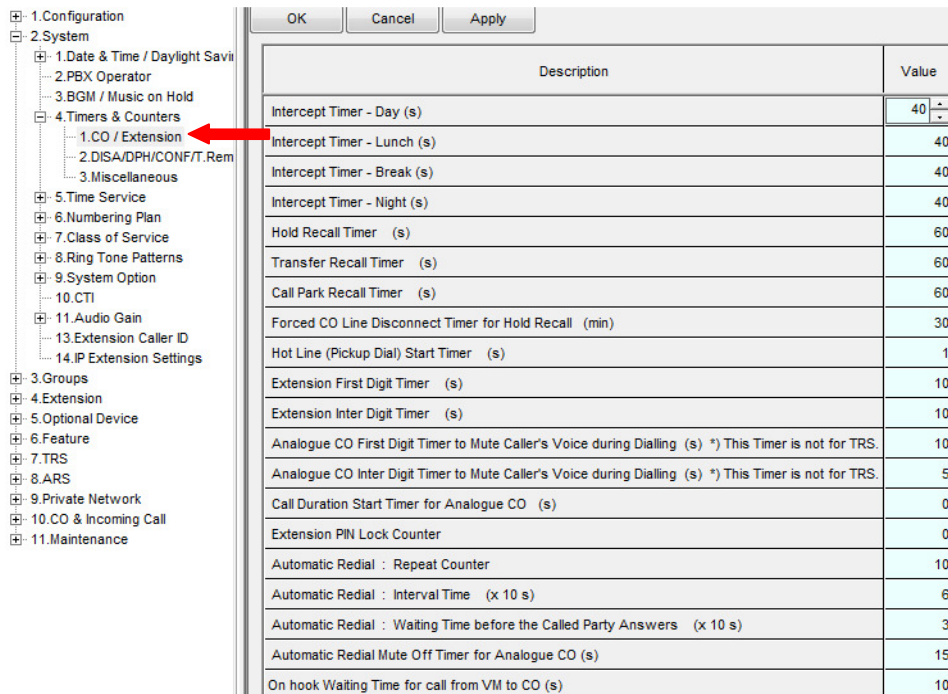 1.Configuration
2.System
1.Date & Time / Daylight Savi
2.PBX Operator
3.BGM / Music on Hold
4.Timers & Counters
1.CO / Extension
2.DISA/DPH/CONF/T.Rem
3.Miscellaneous
5.Time Service
6.Numbering Plan
7.Class of Service
8.Ring Tone Patterns
9.System Option
10.CTI
11.Audio Gain
13.Extension Caller ID
14.IP Extension Settings
3.Groups
4.Extension
5.Optional Device
6.Feature
7.TRS
8.ARS
9.Private Network
10.CO & Incoming Call
11.Maintenance
OK Cancel Apply
Description Value
Intercept Timer - Day (s) 40
Intercept Timer - Lunch (s) 40
Intercept Timer - Break (s) 40
Intercept Timer - Night (s) 40
Hold Recall Timer (s) 60
Transfer Recall Timer (s) 60
Call Park Recall Timer (s) 60
Forced CO Line Disconnect Timer for Hold Recall (min) 30
Hot Line (Pickup Dial) Start Timer (s) 1
Extension First Digit Timer (s) 10
Extension Inter Digit Timer (s) 10
Analogue CO First Digit Timer to Mute Caller's Voice during Dialling (s) *) This Timer is not for TRS. 10
Analogue CO Inter Digit Timer to Mute Caller's Voice during Dialling (s) *) This Timer is not for TRS. 5
Call Duration Start Timer for Analogue CO (s) 0
Extension PIN Lock Counter 0
Automatic Redial : Repeat Counter 10
Automatic Redial : Interval Time (x 10 s) 6
Automatic Redial : Waiting Time before the Called Party Answers (x 10 s) 3
Automatic Redial Mute Off Timer for Analogue CO (s) 15
On hook Waiting Time for call from VM to CO (s) 10